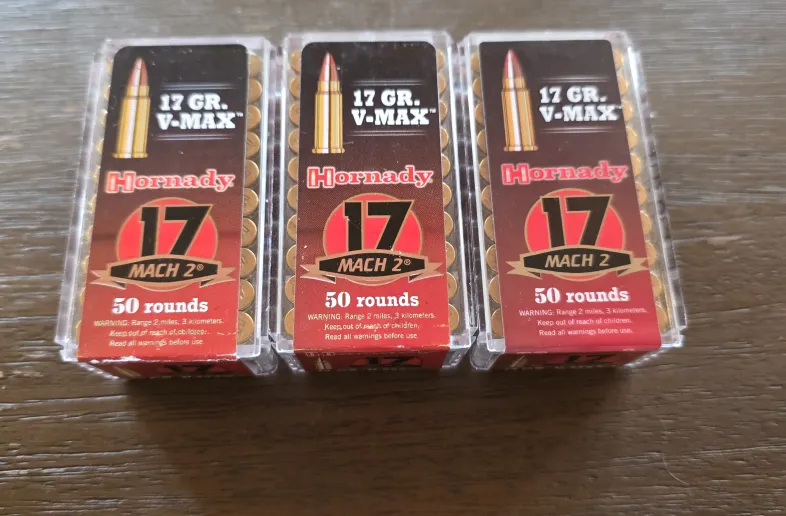 17 GR.
V-MAX™
Hornady
17
MACH 2®
50 rounds
WARNING: Range 2 miles, 3 kilometers.
Keep out of reach of children.
Read all warnings before use.
17
17 GR.
V-MAX™
Hornady
17
MACH 2®
50 rounds
WARNING: Range 2 miles, 3 kilometers.
Keep out of reach of children.
Read all warnings before use.
17
17 GR.
V-MAX™
Hornady
17
MACH 2
50 rounds
WARNING: Range 2 miles, 3 kilometers.
Keep out of reach of children.
Read all warnings before use.
17